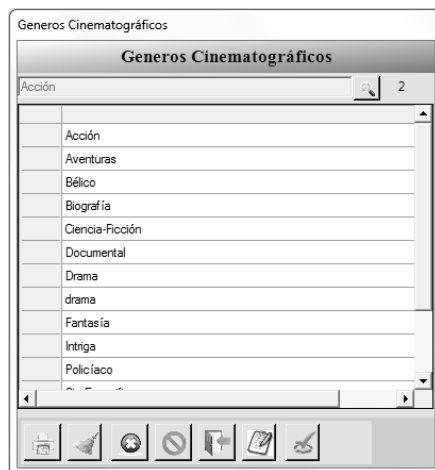 Generos Cinematográficos
Generos Cinematográficos
Acción 2
Acción
Aventuras
Bélico
Biografía
Ciencia-Ficción
Documental
Drama
drama
Fantasía
Intriga
Policíaco